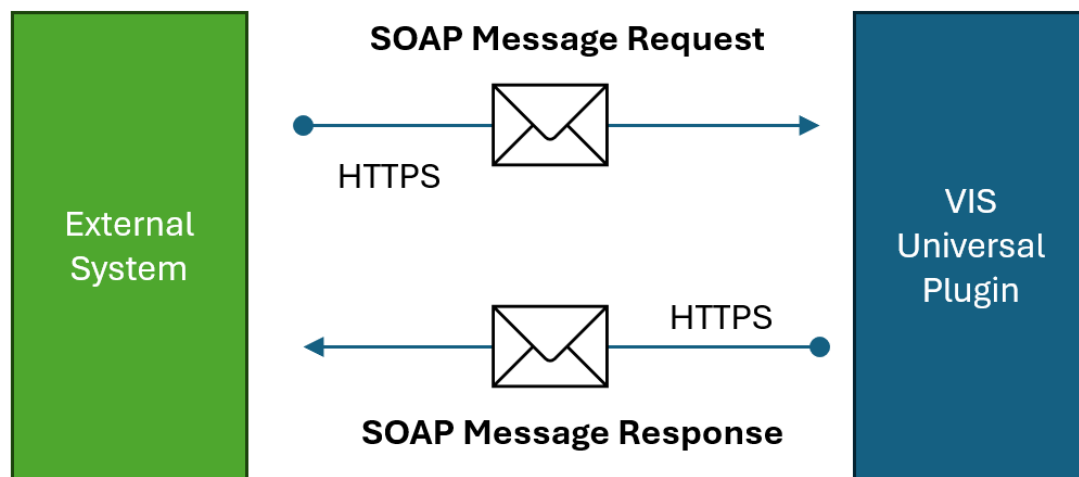 SOAP Message Request
HTTPS
External
System
VIS
Universal
Plugin
HTTPS
SOAP Message Response